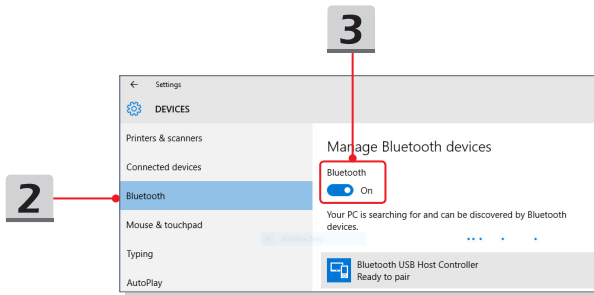 3
← Settings
DEVICES
Printers & scanners
Connected devices
Bluetooth
Mouse & touchpad
Typing
AutoPlay
2
Manage Bluetooth devices
Bluetooth
On
Your PC is searching for and can be discovered by Bluetooth
devices.
Bluetooth USB Host Controller
Ready to pair